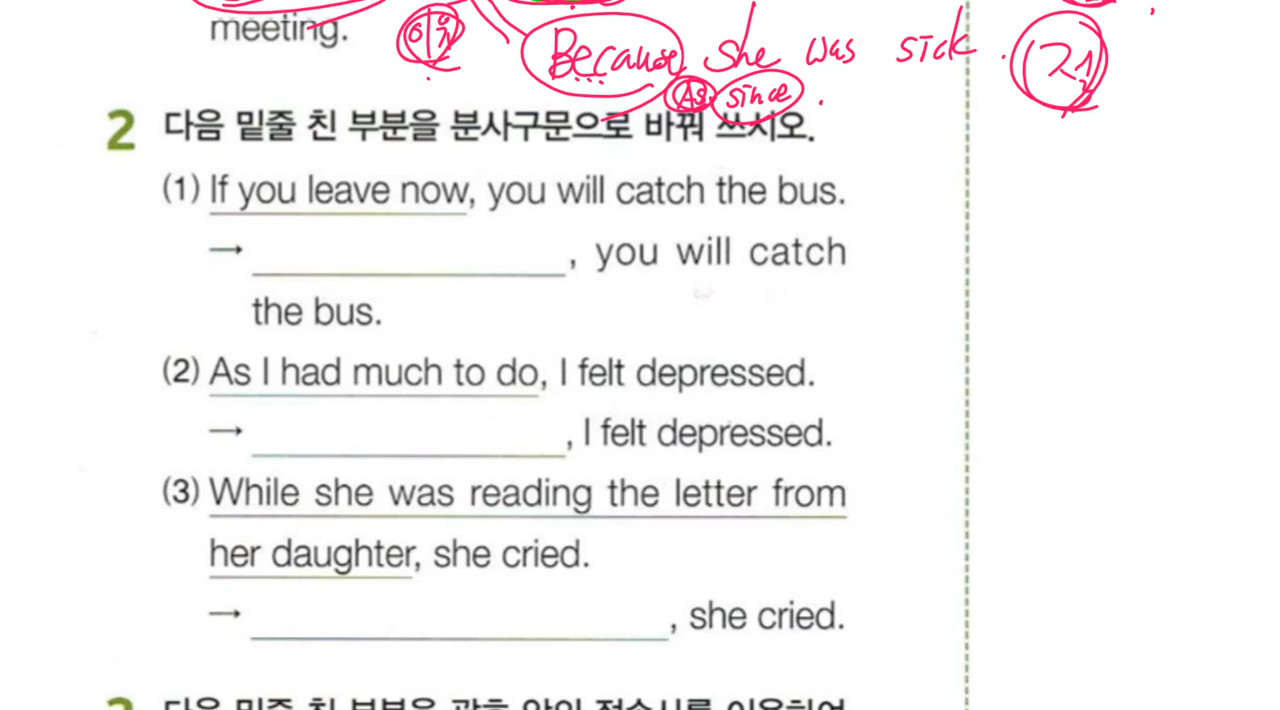 meeting.
이유
Because she was sick.
As since.
2 다음 밑줄 친 부분을 분사구문으로 바꿔 쓰시오.
(1) If you leave now, you will catch the bus.
→ , you will catch
the bus.
(2) As I had much to do, I felt depressed.
→ , I felt depressed.
(3) While she was reading the letter from
her daughter, she cried.
→ , she cried.